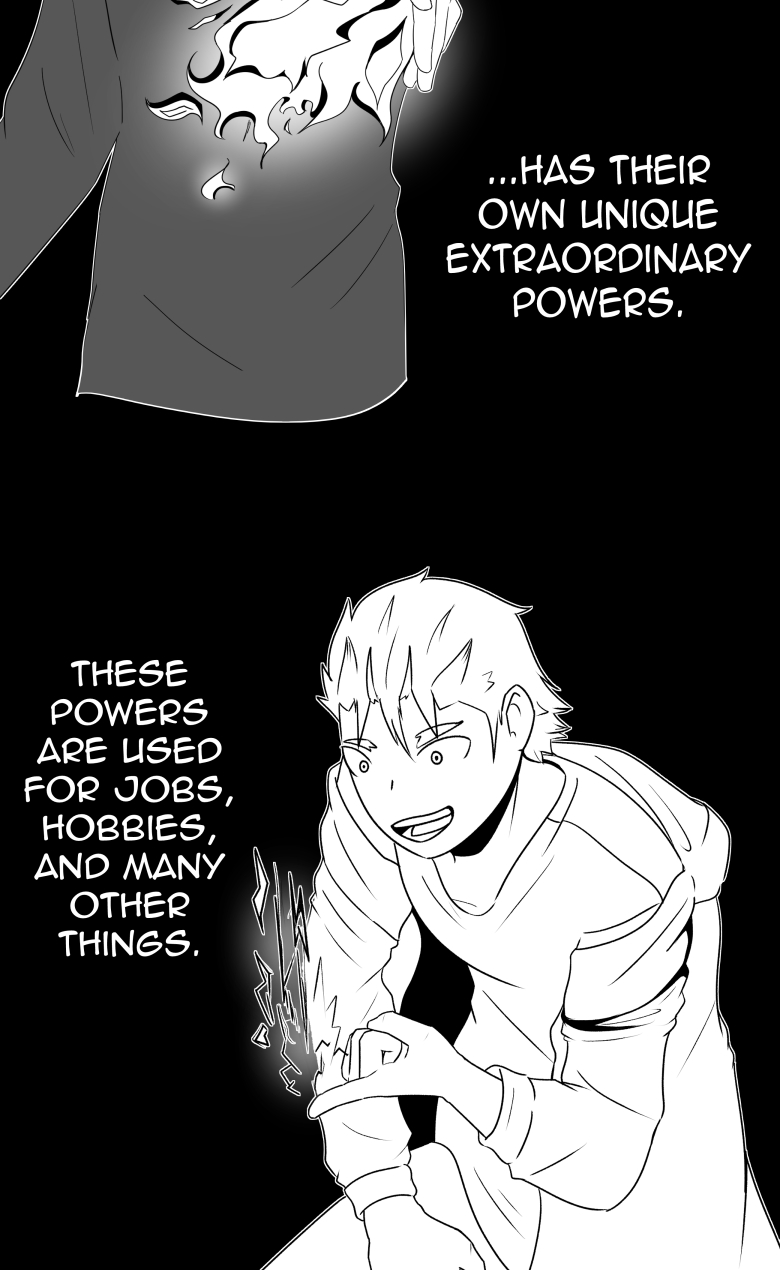 ...HAS THEIR
OWN UNIQUE
EXTRAORDINARY
POWERS.
THESE
POWERS
ARE USED
FOR JOBS,
HOBBIES,
AND MANY
OTHER
THINGS.